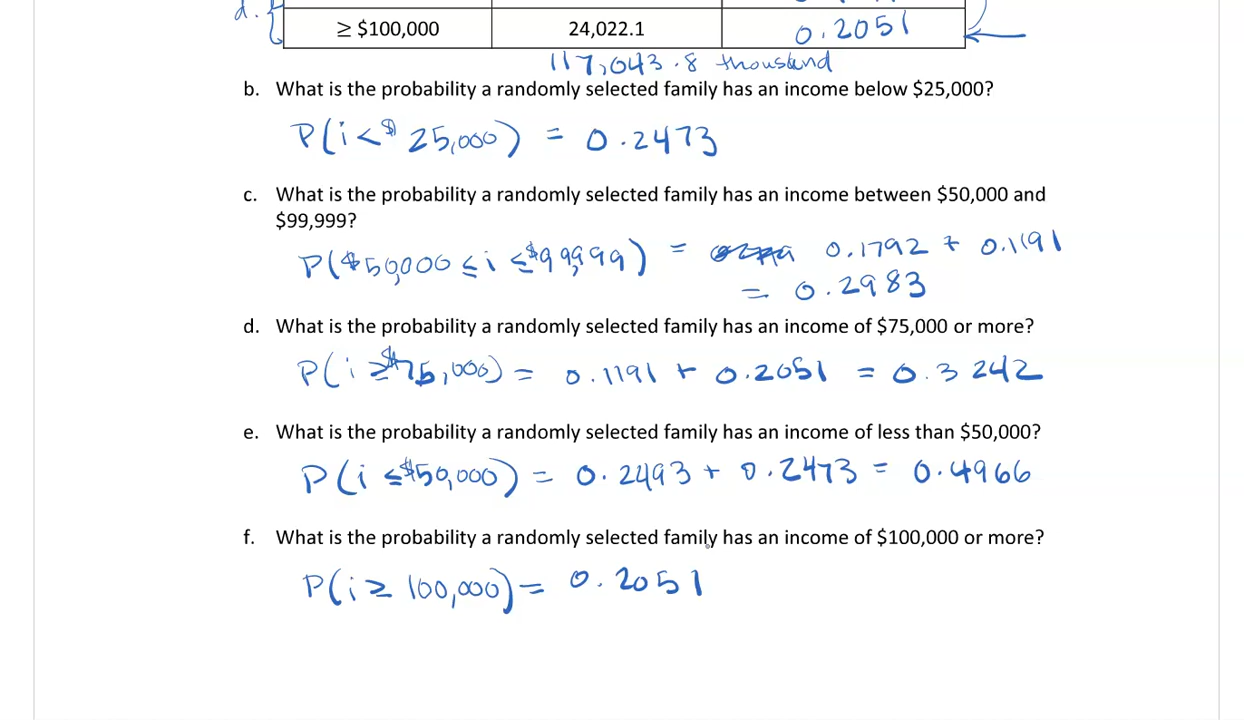 d.
≥ $100,000 24,022.1 0.2051
117,043.8 thousand
b. What is the probability a randomly selected family has an income below $25,000?
P(i<$25,000) = 0.2473
c. What is the probability a randomly selected family has an income between $50,000 and
$99,999?
P($50,000 ≤ i ≤ $99,999) = 0.1792 + 0.1191
= 0.2983
d. What is the probability a randomly selected family has an income of $75,000 or more?
P(i ≥ $75,000) = 0.1191 + 0.2051 = 0.3242
e. What is the probability a randomly selected family has an income of less than $50,000?
P(i ≤ $50,000) = 0.2493 + 0.2473 = 0.4966
f. What is the probability a randomly selected family has an income of $100,000 or more?
P(i ≥ 100,000) = 0.2051